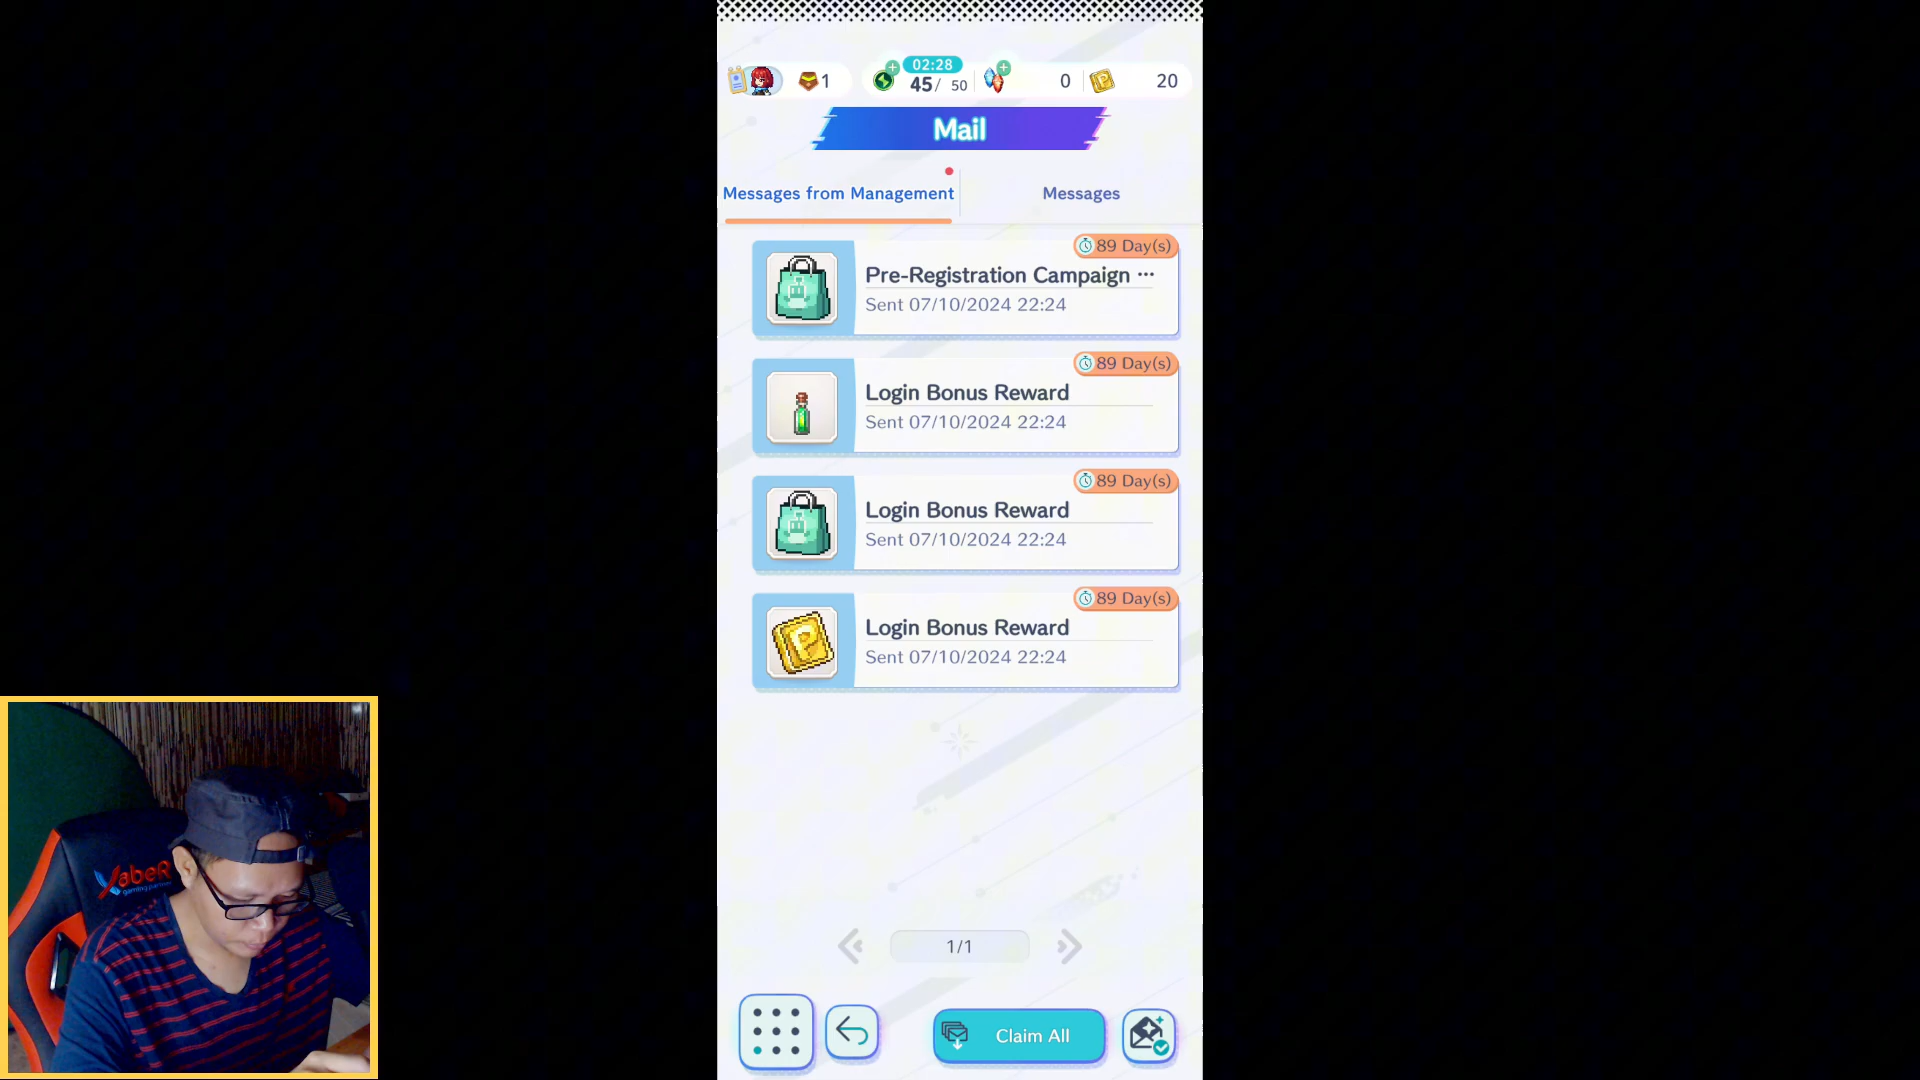 02:28
1
45/ 50
0
20
Mail
Messages from Management
Messages
89 Day(s)
Pre-Registration Campaign ···
Sent 07/10/2024 22:24
89 Day(s)
Login Bonus Reward
Sent 07/10/2024 22:24
89 Day(s)
Login Bonus Reward
Sent 07/10/2024 22:24
89 Day(s)
Login Bonus Reward
Sent 07/10/2024 22:24
P
P
1/1
Claim All
XabeR
gaming partner